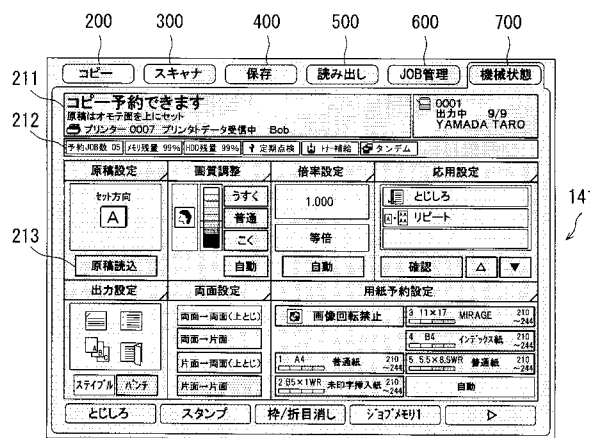 200 300 400 500 600 700
コピー スキャナ 保存 読み出し JOB管理 機械状態
211
コピー予約できます
原稿はオモテ面を上にセット
プリンター 0007 プリントデータ受信中 Bob
0001
出力中 9/9
YAMADA TARO
212
予約JOB数 05 メモリ残量 99% HDD残量 99% 定期点検 トナー補給 タンデム
141
原稿設定 画質調整 倍率設定 応用設定
セット方向
A
うすく
普通
こく
自動
1.000
等倍
自動
とじしろ
リピート
213
原稿読込
確認 △ ▼
出力設定 両面設定 用紙予約設定
ステイプル パンチ
両面→両面(上とじ)
両面→片面
片面→両面(上とじ)
片面→片面
画像回転禁止
1 A4 普通紙 210～244
2 B5×1WR 未印字挿入紙 210～244
3 11×17 MIRAGE 210～244
4 B4 インデックス紙 210～244
5 5.5×8.5WR 普通紙 210～244
自動
とじしろ スタンプ 枠/折目消し ジョブメモリ1 ▷